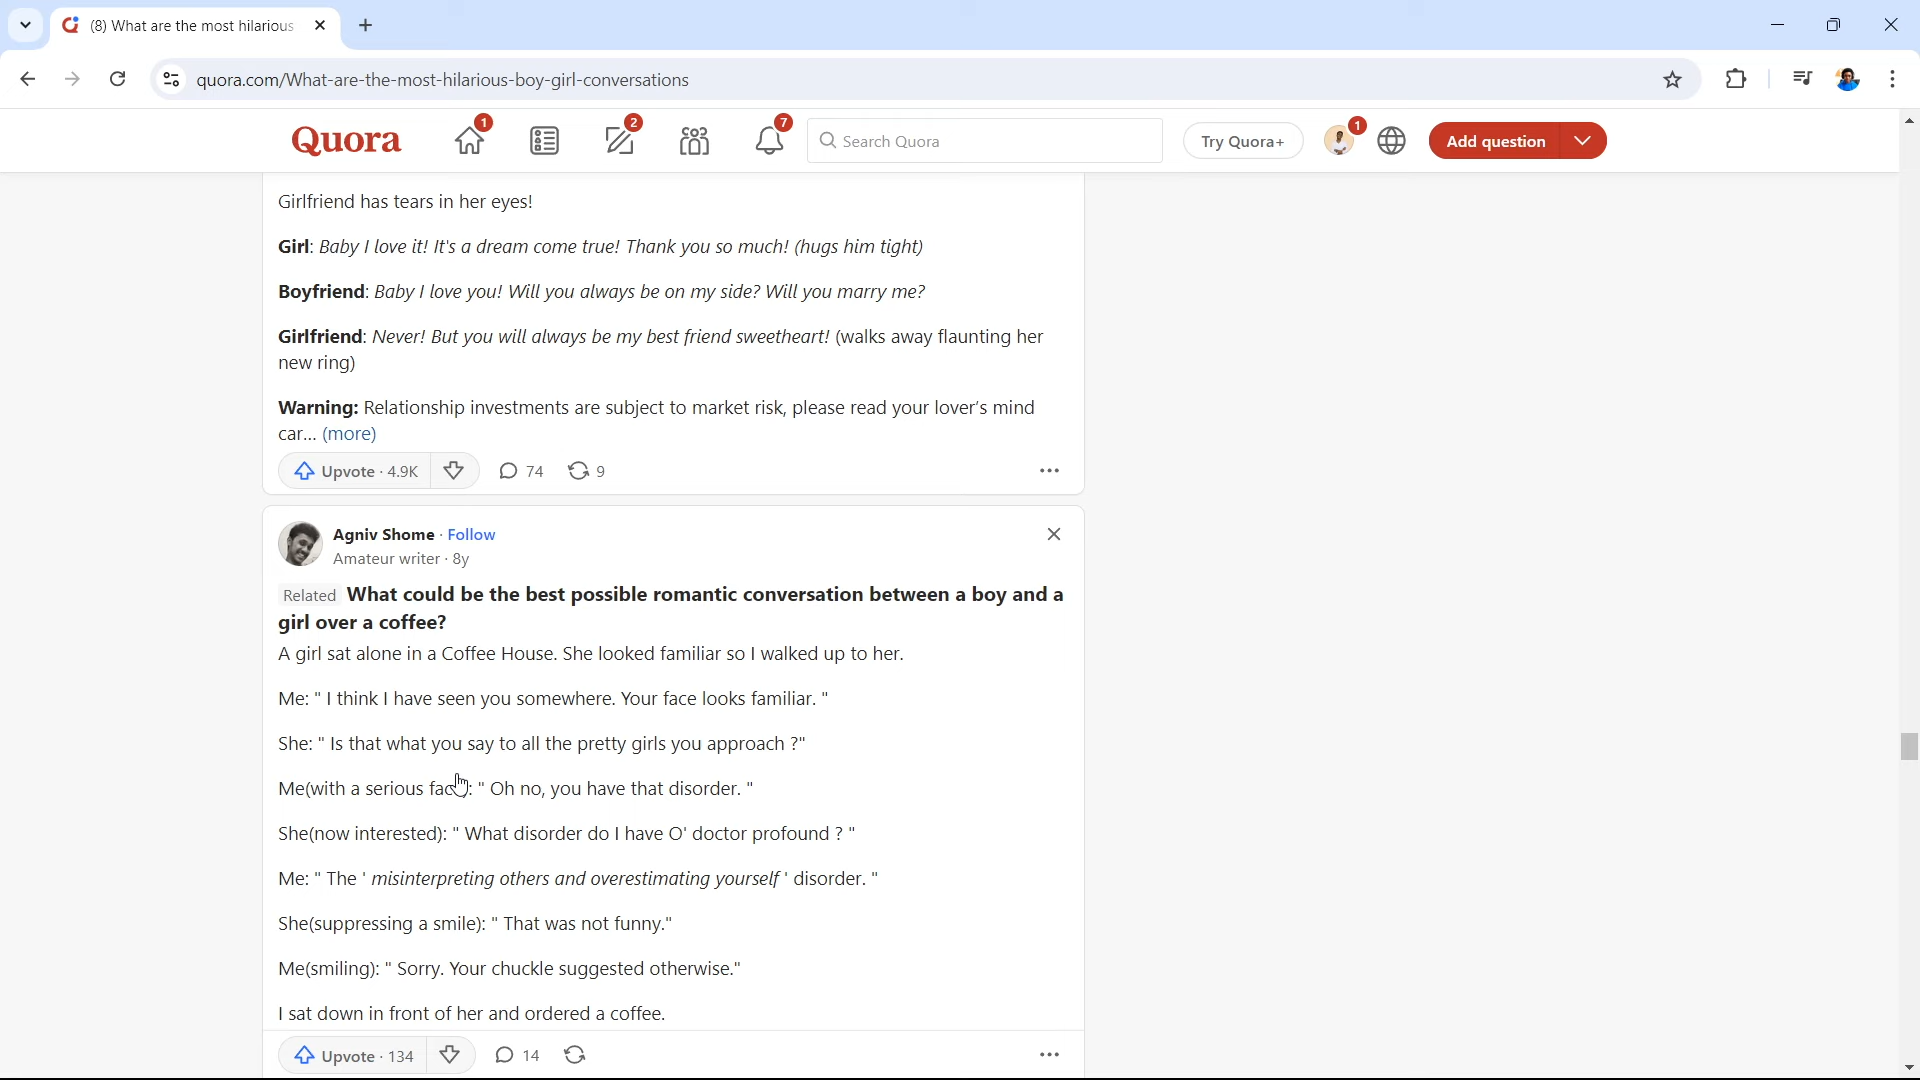 (8) What are the most hilarious
quora.com/What-are-the-most-hilarious-boy-girl-conversations
Quora
1
2
7
Search Quora
Try Quora+
1
Add question
Girlfriend has tears in her eyes!
Girl: Baby I love it! It's a dream come true! Thank you so much! (hugs him tight)
Boyfriend: Baby I love you! Will you always be on my side? Will you marry me?
Girlfriend: Never! But you will always be my best friend sweetheart! (walks away flaunting her
new ring)
Warning: Relationship investments are subject to market risk, please read your lover's mind
car... (more)
Upvote · 4.9K
74
9
Agniv Shome · Follow
Amateur writer · 8y
Related What could be the best possible romantic conversation between a boy and a
girl over a coffee?
A girl sat alone in a Coffee House. She looked familiar so I walked up to her.
Me: " I think I have seen you somewhere. Your face looks familiar. "
She: " Is that what you say to all the pretty girls you approach ?"
Me(with a serious face): " Oh no, you have that disorder. "
She(now interested): " What disorder do I have O' doctor profound ? "
Me: " The ' misinterpreting others and overestimating yourself ' disorder. "
She(suppressing a smile): " That was not funny."
Me(smiling): " Sorry. Your chuckle suggested otherwise."
I sat down in front of her and ordered a coffee.
Upvote · 134
14